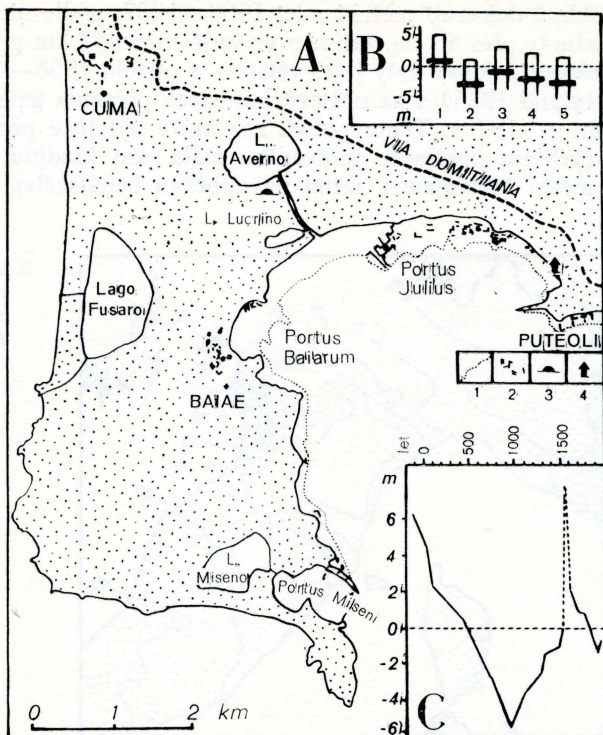 A
B
5
0
-5
m
1 2 3 4 5
CUMA
L.
Averno
VIA DOMITIANA
L. Lucrino
Lago
Fusaro
Portus
Julius
Portus
Baiarum
PUTEOLI
1 2 3 4
BAIAE
let
0
500
1000
1500
m
6
4
2
0
-2
-4
-6
C
L.
Miseno
Portus Miseni
0 1 2 km